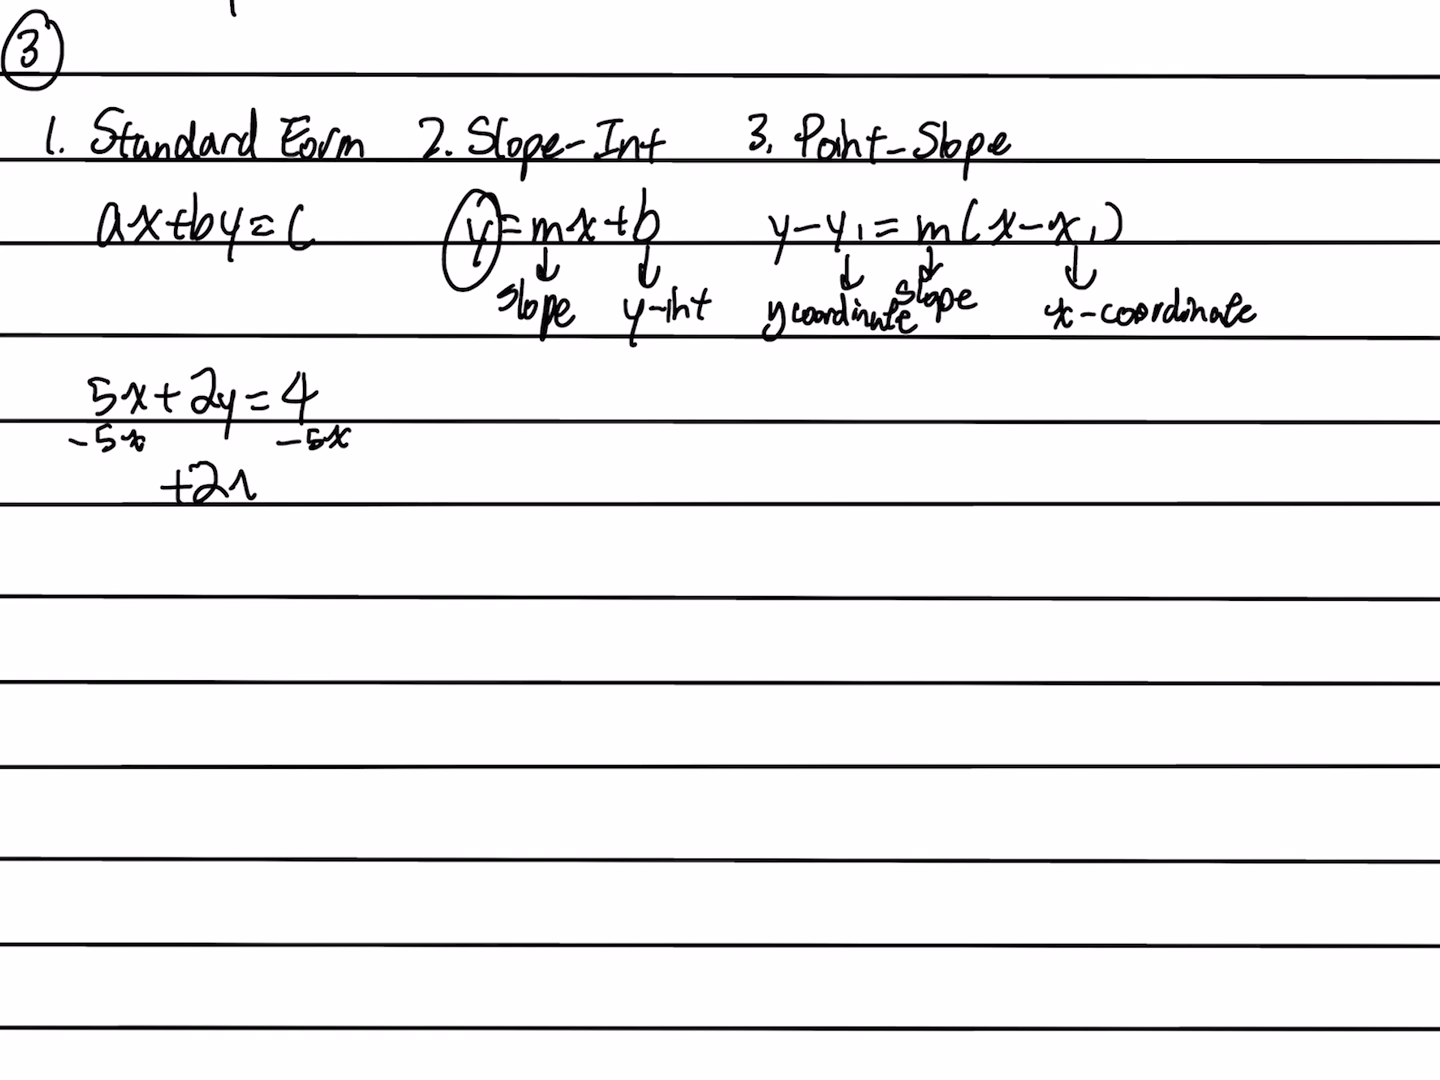 3
1. Standard Form 2. Slope-Int 3. Point-Slope
ax+by=c y=mx+b y-y₁=m(x-x₁)
slope y-int y coordinate slope x-coordinate
5x+2y=4
-5x -5x
+2